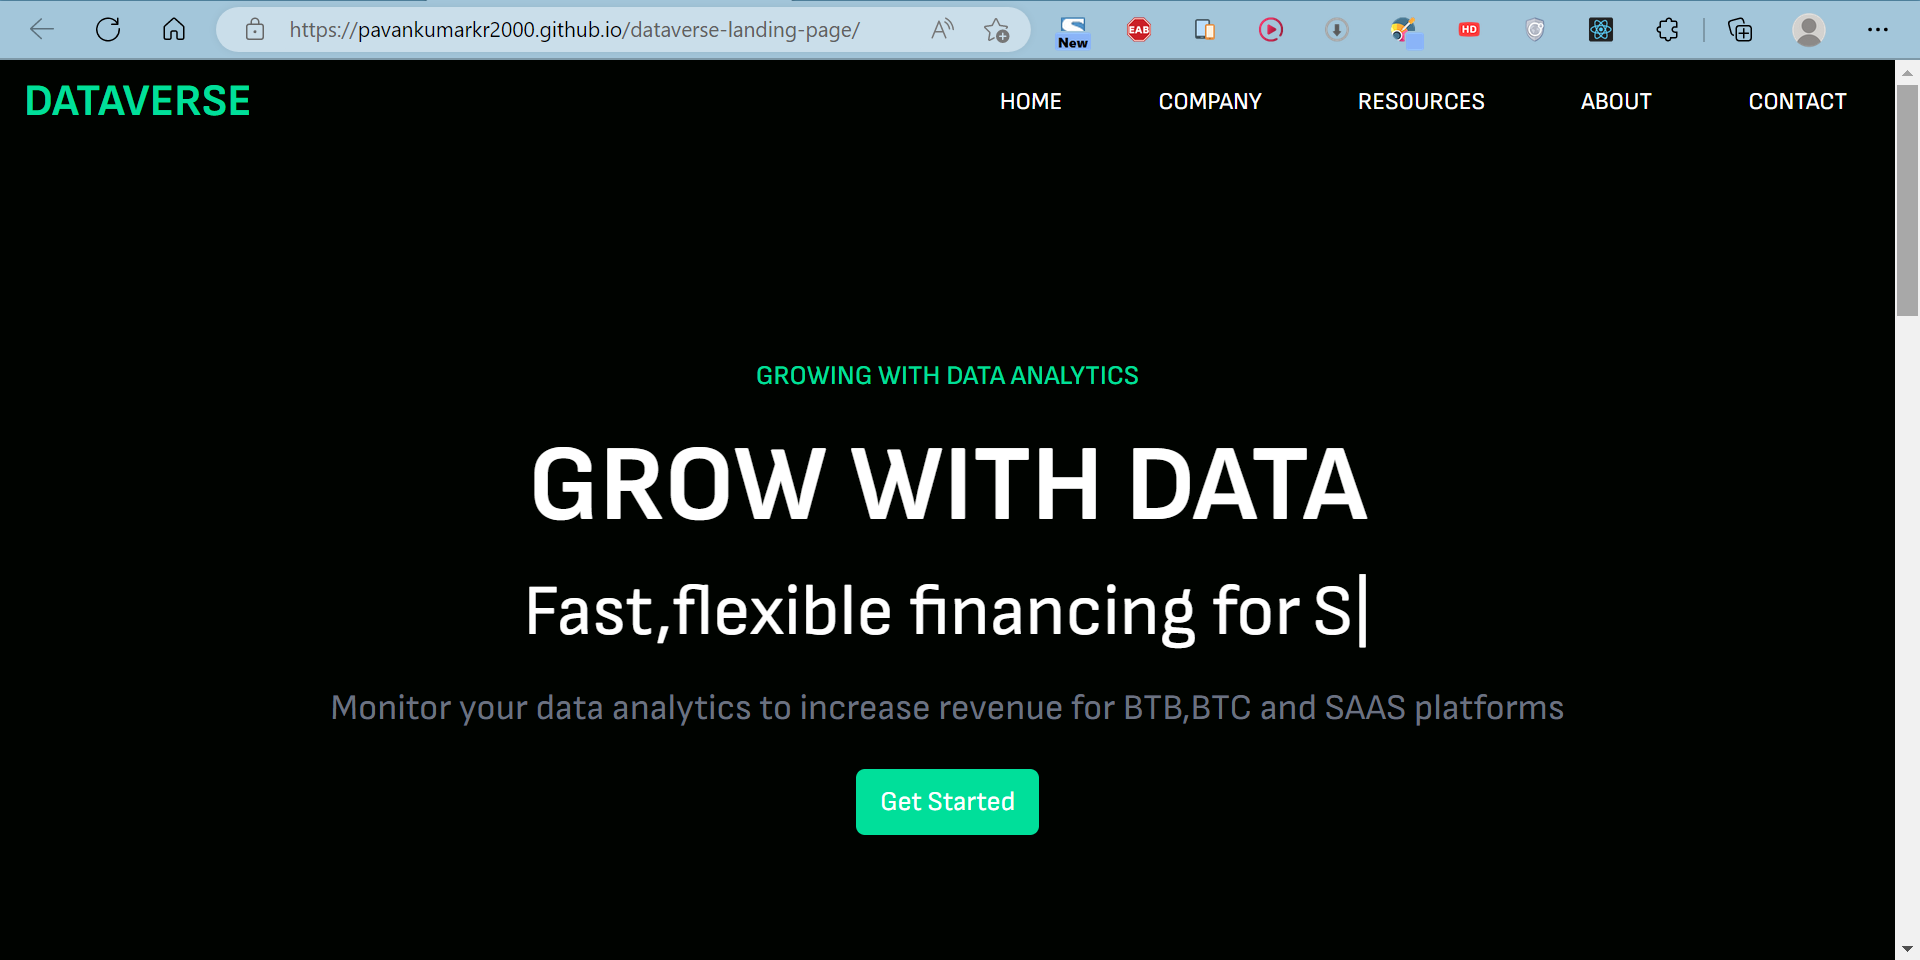 https://pavankumarkr2000.github.io/dataverse-landing-page/
New
EAB
HD
DATAVERSE
HOME
COMPANY
RESOURCES
ABOUT
CONTACT
GROWING WITH DATA ANALYTICS
GROW WITH DATA
Fast,flexible financing for S|
Monitor your data analytics to increase revenue for BTB,BTC and SAAS platforms
Get Started